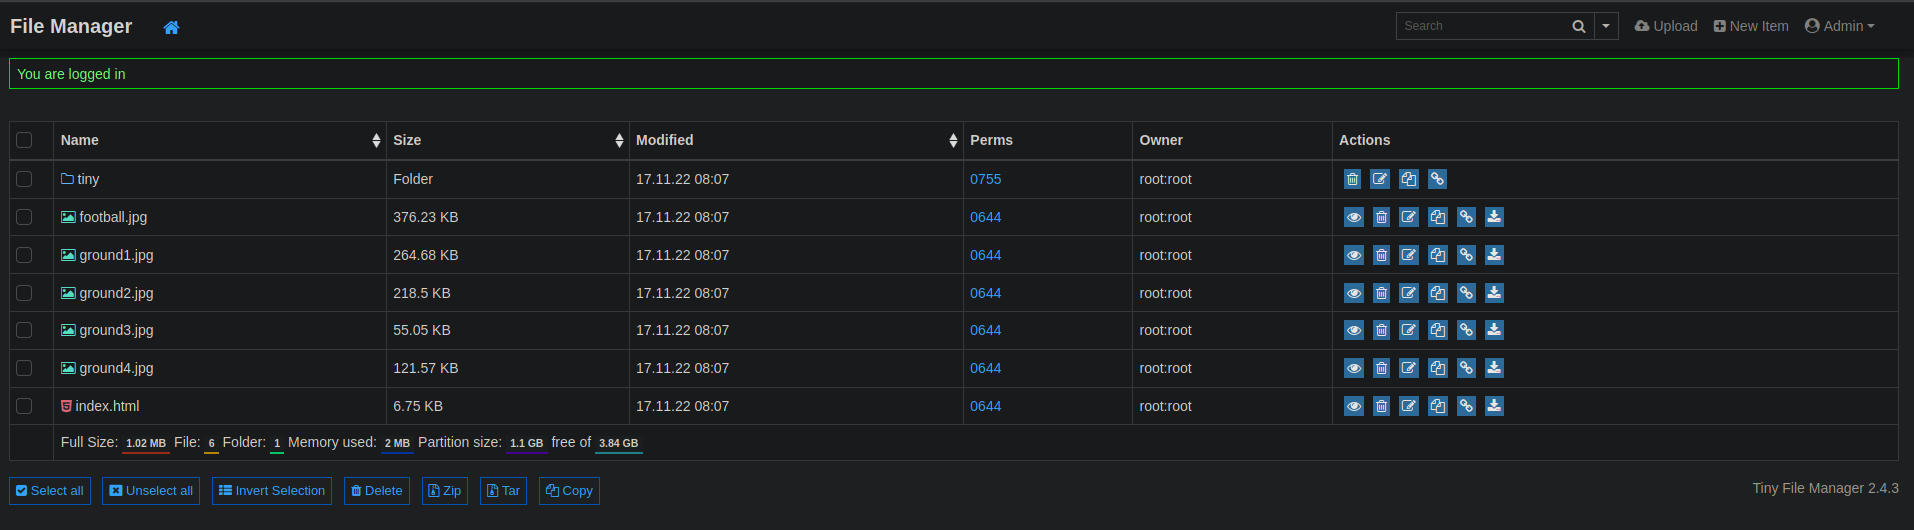 File Manager Search Upload New Item Admin
You are logged in
Name Size Modified Perms Owner Actions
tiny Folder 17.11.22 08:07 0755 root:root
football.jpg 376.23 KB 17.11.22 08:07 0644 root:root
ground1.jpg 264.68 KB 17.11.22 08:07 0644 root:root
ground2.jpg 218.5 KB 17.11.22 08:07 0644 root:root
ground3.jpg 55.05 KB 17.11.22 08:07 0644 root:root
ground4.jpg 121.57 KB 17.11.22 08:07 0644 root:root
index.html 6.75 KB 17.11.22 08:07 0644 root:root
Full Size: 1.02 MB File: 6 Folder: 1 Memory used: 2 MB Partition size: 1.1 GB free of 3.84 GB
Select all Unselect all Invert Selection Delete Zip Tar Copy Tiny File Manager 2.4.3